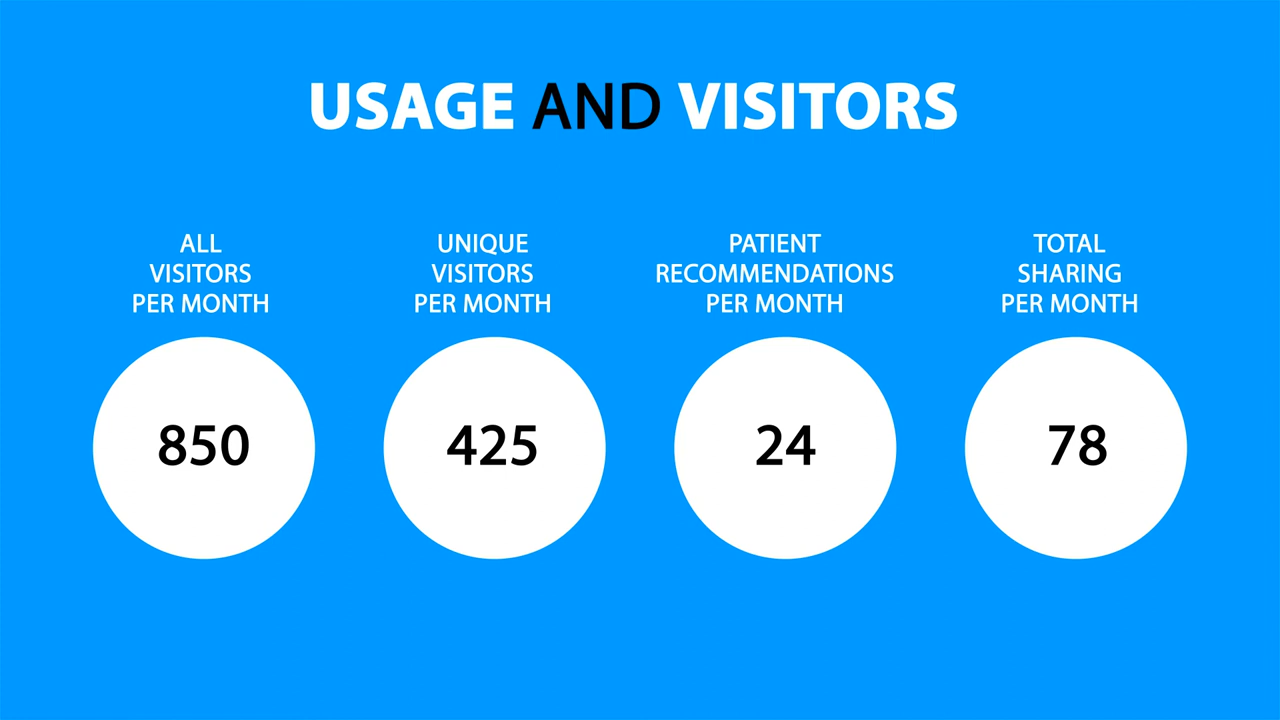 USAGE AND VISITORS
ALL
VISITORS
PER MONTH
850
UNIQUE
VISITORS
PER MONTH
425
PATIENT
RECOMMENDATIONS
PER MONTH
24
TOTAL
SHARING
PER MONTH
78